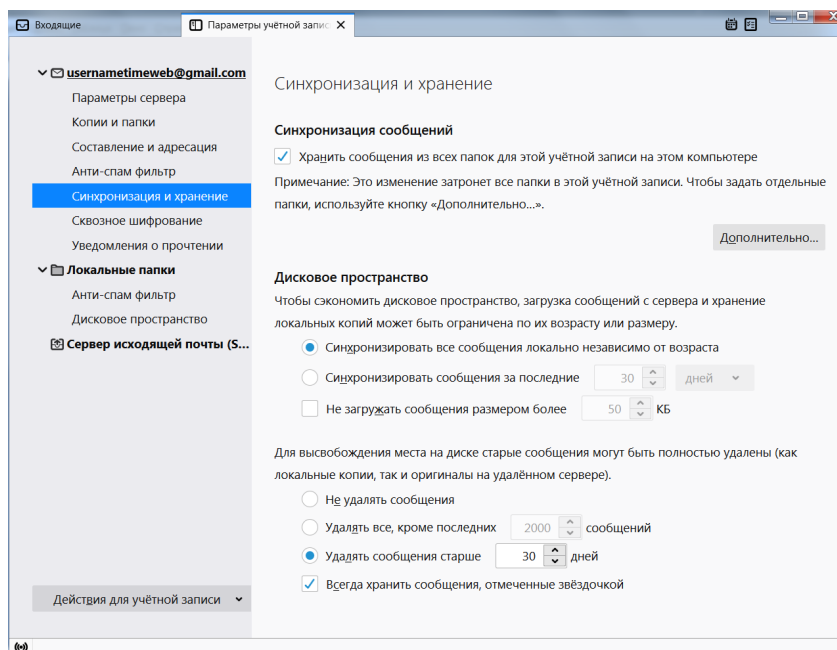 Входящие
Параметры учётной запис
usernametimeweb@gmail.com
Параметры сервера
Копии и папки
Составление и адресация
Анти-спам фильтр
Синхронизация и хранение
Сквозное шифрование
Уведомления о прочтении
Локальные папки
Анти-спам фильтр
Дисковое пространство
Сервер исходящей почты (S...
Действия для учётной записи
Синхронизация и хранение
Синхронизация сообщений
Хранить сообщения из всех папок для этой учётной записи на этом компьютере
Примечание: Это изменение затронет все папки в этой учётной записи. Чтобы задать отдельные
папки, используйте кнопку «Дополнительно...».
Дополнительно...
Дисковое пространство
Чтобы сэкономить дисковое пространство, загрузка сообщений с сервера и хранение
локальных копий может быть ограничена по их возрасту или размеру.
Синхронизировать все сообщения локально независимо от возраста
Синхронизировать сообщения за последние 30 дней
Не загружать сообщения размером более 50 КБ
Для высвобождения места на диске старые сообщения могут быть полностью удалены (как
локальные копии, так и оригиналы на удалённом сервере).
Не удалять сообщения
Удалять все, кроме последних 2000 сообщений
Удалять сообщения старше 30 дней
Всегда хранить сообщения, отмеченные звёздочкой